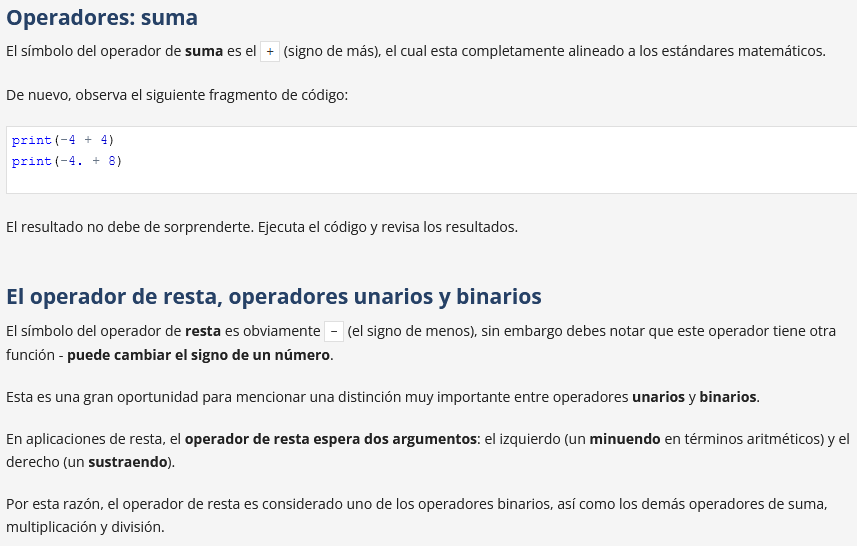 Operadores: suma
El símbolo del operador de suma es el + (signo de más), el cual esta completamente alineado a los estándares matemáticos.
De nuevo, observa el siguiente fragmento de código:
print(-4 + 4)
print(-4. + 8)
El resultado no debe de sorprenderte. Ejecuta el código y revisa los resultados.
El operador de resta, operadores unarios y binarios
El símbolo del operador de resta es obviamente - (el signo de menos), sin embargo debes notar que este operador tiene otra
función - puede cambiar el signo de un número.
Esta es una gran oportunidad para mencionar una distinción muy importante entre operadores unarios y binarios.
En aplicaciones de resta, el operador de resta espera dos argumentos: el izquierdo (un minuendo en términos aritméticos) y el
derecho (un sustraendo).
Por esta razón, el operador de resta es considerado uno de los operadores binarios, así como los demás operadores de suma,
multiplicación y división.